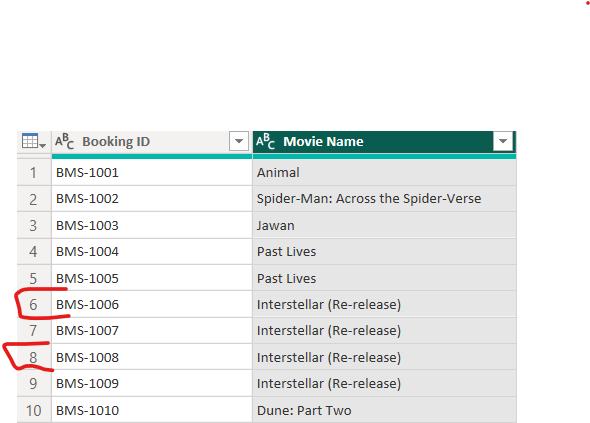 ABC Booking ID ABC Movie Name
1 BMS-1001 Animal
2 BMS-1002 Spider-Man: Across the Spider-Verse
3 BMS-1003 Jawan
4 BMS-1004 Past Lives
5 BMS-1005 Past Lives
6 BMS-1006 Interstellar (Re-release)
7 BMS-1007 Interstellar (Re-release)
8 BMS-1008 Interstellar (Re-release)
9 BMS-1009 Interstellar (Re-release)
10 BMS-1010 Dune: Part Two